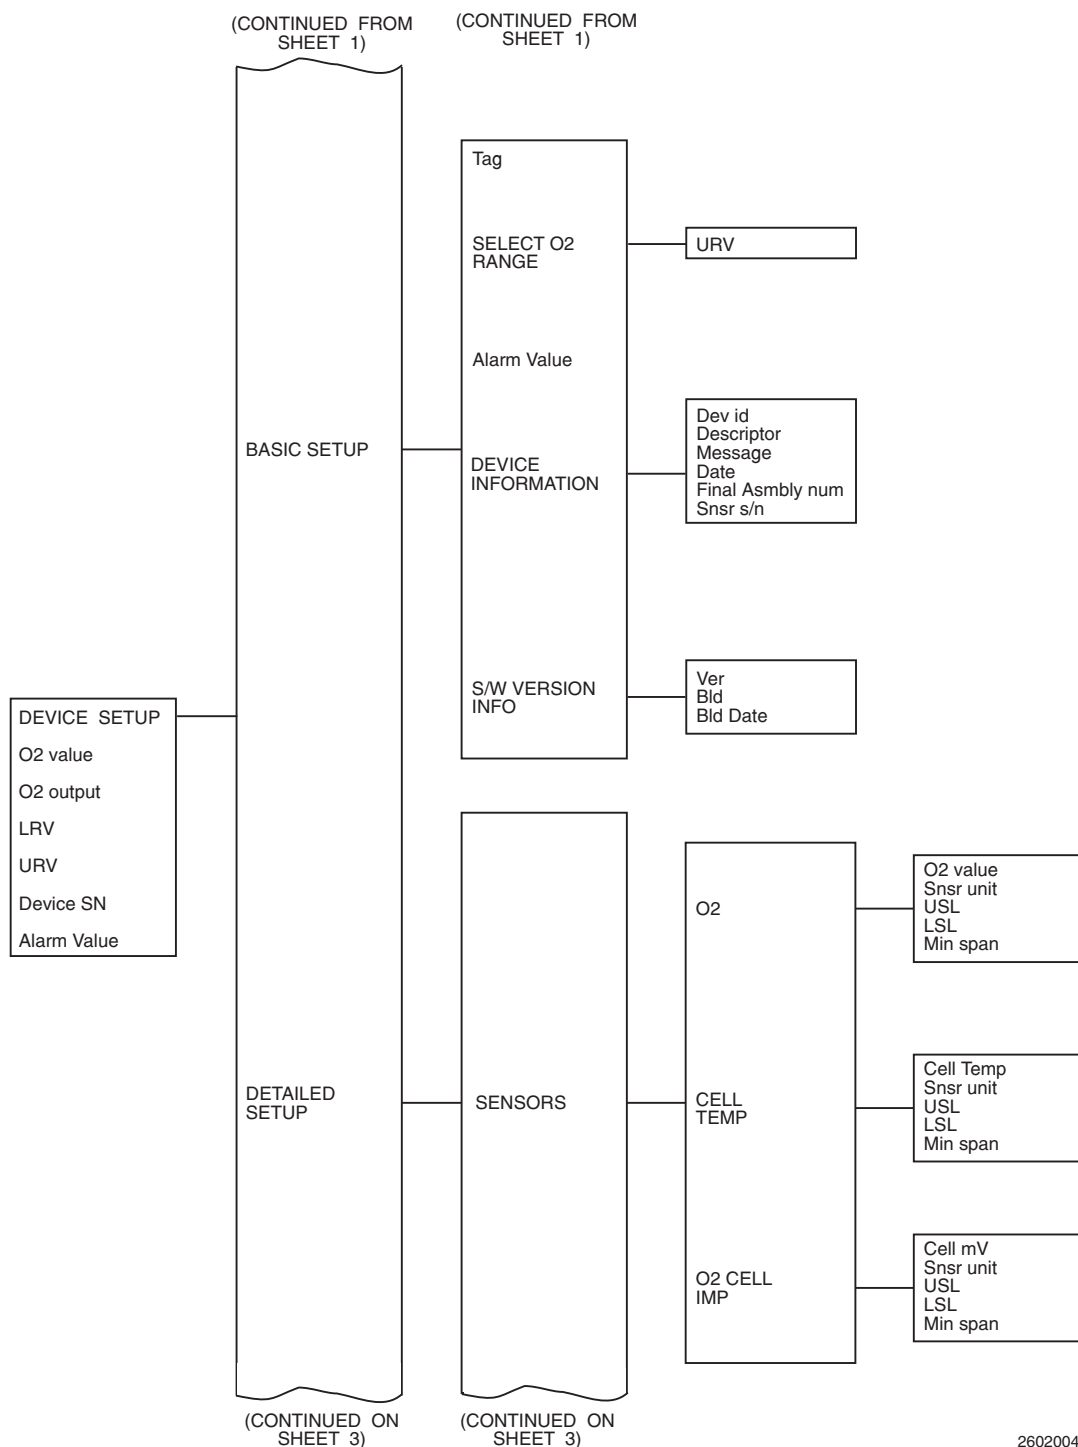 (CONTINUED FROM
SHEET 1)
(CONTINUED FROM
SHEET 1)
DEVICE SETUP
O2 value
O2 output
LRV
URV
Device SN
Alarm Value
BASIC SETUP
Tag
SELECT O2
RANGE
URV
Alarm Value
DEVICE
INFORMATION
Dev id
Descriptor
Message
Date
Final Asmbly num
Snsr s/n
S/W VERSION
INFO
Ver
Bld
Bld Date
DETAILED
SETUP
SENSORS
O2
O2 value
Snsr unit
USL
LSL
Min span
CELL
TEMP
Cell Temp
Snsr unit
USL
LSL
Min span
O2 CELL
IMP
Cell mV
Snsr unit
USL
LSL
Min span
(CONTINUED ON
SHEET 3)
(CONTINUED ON
SHEET 3)
2602004